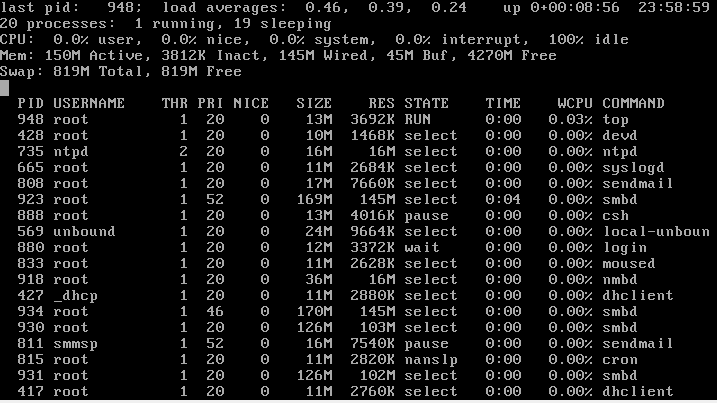 last pid:   948;  load averages:  0.46,  0.39,  0.24    up 0+00:08:56  23:58:59
20 processes:  1 running, 19 sleeping
CPU:  0.0% user,  0.0% nice,  0.0% system,  0.0% interrupt,  100% idle
Mem: 150M Active, 3812K Inact, 145M Wired, 45M Buf, 4270M Free
Swap: 819M Total, 819M Free
PID USERNAME    THR PRI NICE   SIZE    RES STATE    TIME    WCPU COMMAND
948 root          1  20    0    13M  3692K RUN      0:00   0.03% top
428 root          1  20    0    10M  1468K select   0:00   0.00% devd
735 ntpd          2  20    0    16M    16M select   0:00   0.00% ntpd
665 root          1  20    0    11M  2684K select   0:00   0.00% syslogd
808 root          1  20    0    17M  7660K select   0:00   0.00% sendmail
923 root          1  52    0   169M   145M select   0:04   0.00% smbd
888 root          1  20    0    13M  4016K pause    0:00   0.00% csh
569 unbound       1  20    0    24M  9664K select   0:00   0.00% local-unboun
880 root          1  20    0    12M  3372K wait     0:00   0.00% login
833 root          1  20    0    11M  2628K select   0:00   0.00% moused
918 root          1  20    0    36M    16M select   0:00   0.00% nmbd
427 _dhcp         1  20    0    11M  2880K select   0:00   0.00% dhclient
934 root          1  46    0   170M   145M select   0:00   0.00% smbd
930 root          1  20    0   126M   103M select   0:00   0.00% smbd
811 smmsp         1  52    0    16M  7540K pause    0:00   0.00% sendmail
815 root          1  20    0    11M  2820K nanslp   0:00   0.00% cron
931 root          1  20    0   126M   102M select   0:00   0.00% smbd
417 root          1  20    0    11M  2760K select   0:00   0.00% dhclient